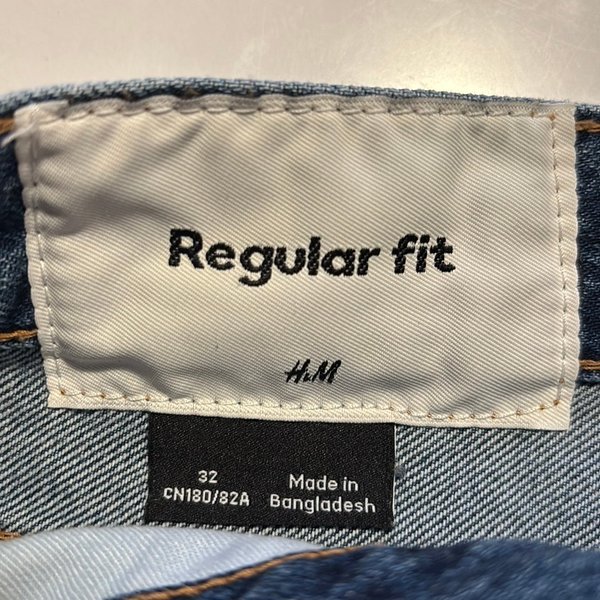 Regular fit
H&M
32
CN180/82A
Made in
Bangladesh